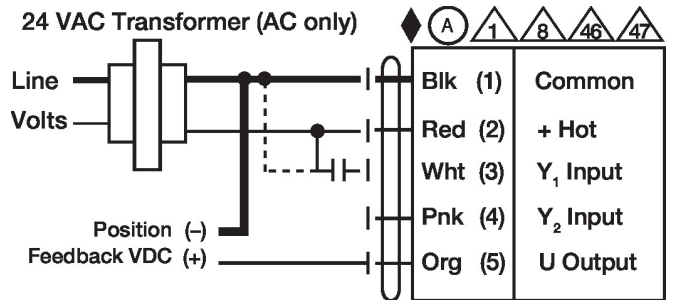 24 VAC Transformer (AC only)
A 1 8 46 47
Line
Volts
Blk (1) Common
Red (2) + Hot
Wht (3) Y1 Input
Pnk (4) Y2 Input
Org (5) U Output
Position (–)
Feedback VDC (+)